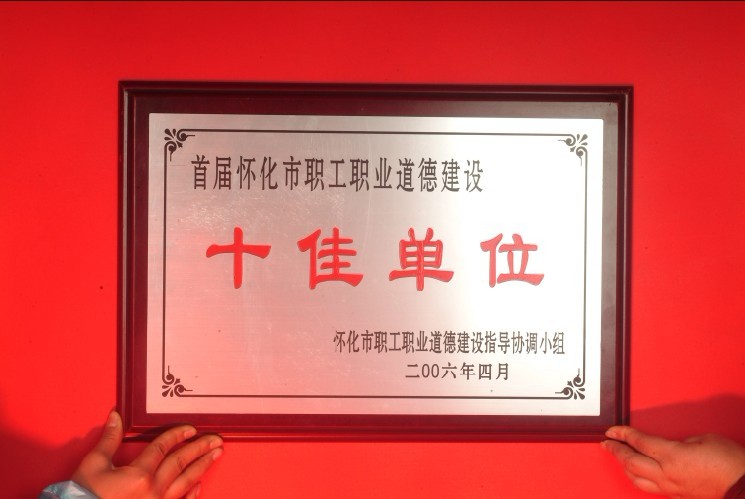 首届怀化市职工职业道德建设
十佳单位
怀化市职工职业道德建设指导协调小组
二00六年四月